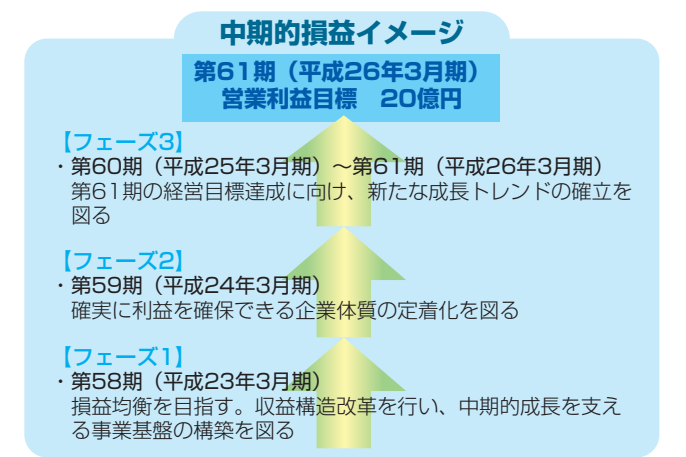 中期的損益イメージ
第61期（平成26年3月期）
営業利益目標　20億円
【フェーズ3】
・第60期（平成25年3月期）～第61期（平成26年3月期）
第61期の経営目標達成に向け、新たな成長トレンドの確立を
図る
【フェーズ2】
・第59期（平成24年3月期）
確実に利益を確保できる企業体質の定着化を図る
【フェーズ1】
・第58期（平成23年3月期）
損益均衡を目指す。収益構造改革を行い、中期的成長を支え
る事業基盤の構築を図る